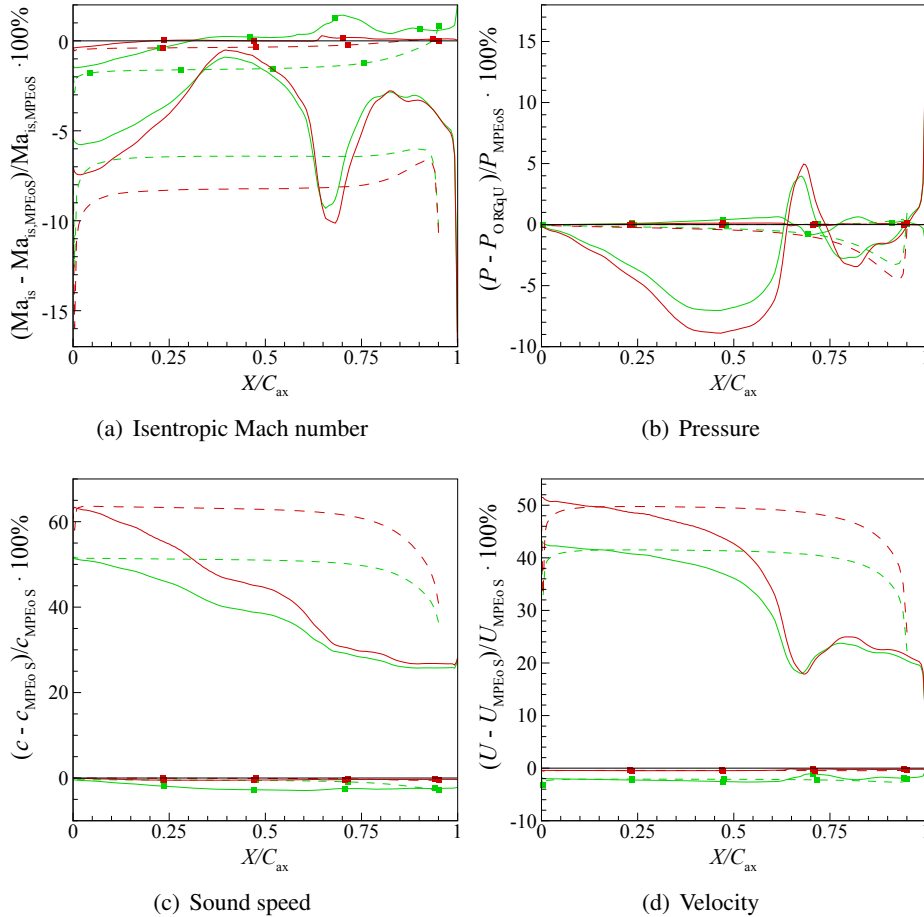 (Ma_is - Ma_is,MPEoS)/Ma_is,MPEoS · 100%
0
-5
-10
-15
0 0.25 0.5 0.75 1
X/C_ax
(a) Isentropic Mach number
(P - P_ORGqU)/P_MPEoS · 100%
15
10
5
0
-5
-10
0 0.25 0.5 0.75 1
X/C_ax
(b) Pressure
(c - c_MPEoS)/c_MPEoS · 100%
60
40
20
0
0 0.25 0.5 0.75 1
X/C_ax
(c) Sound speed
(U - U_MPEoS)/U_MPEoS · 100%
50
40
30
20
10
0
-10
0 0.25 0.5 0.75 1
X/C_ax
(d) Velocity